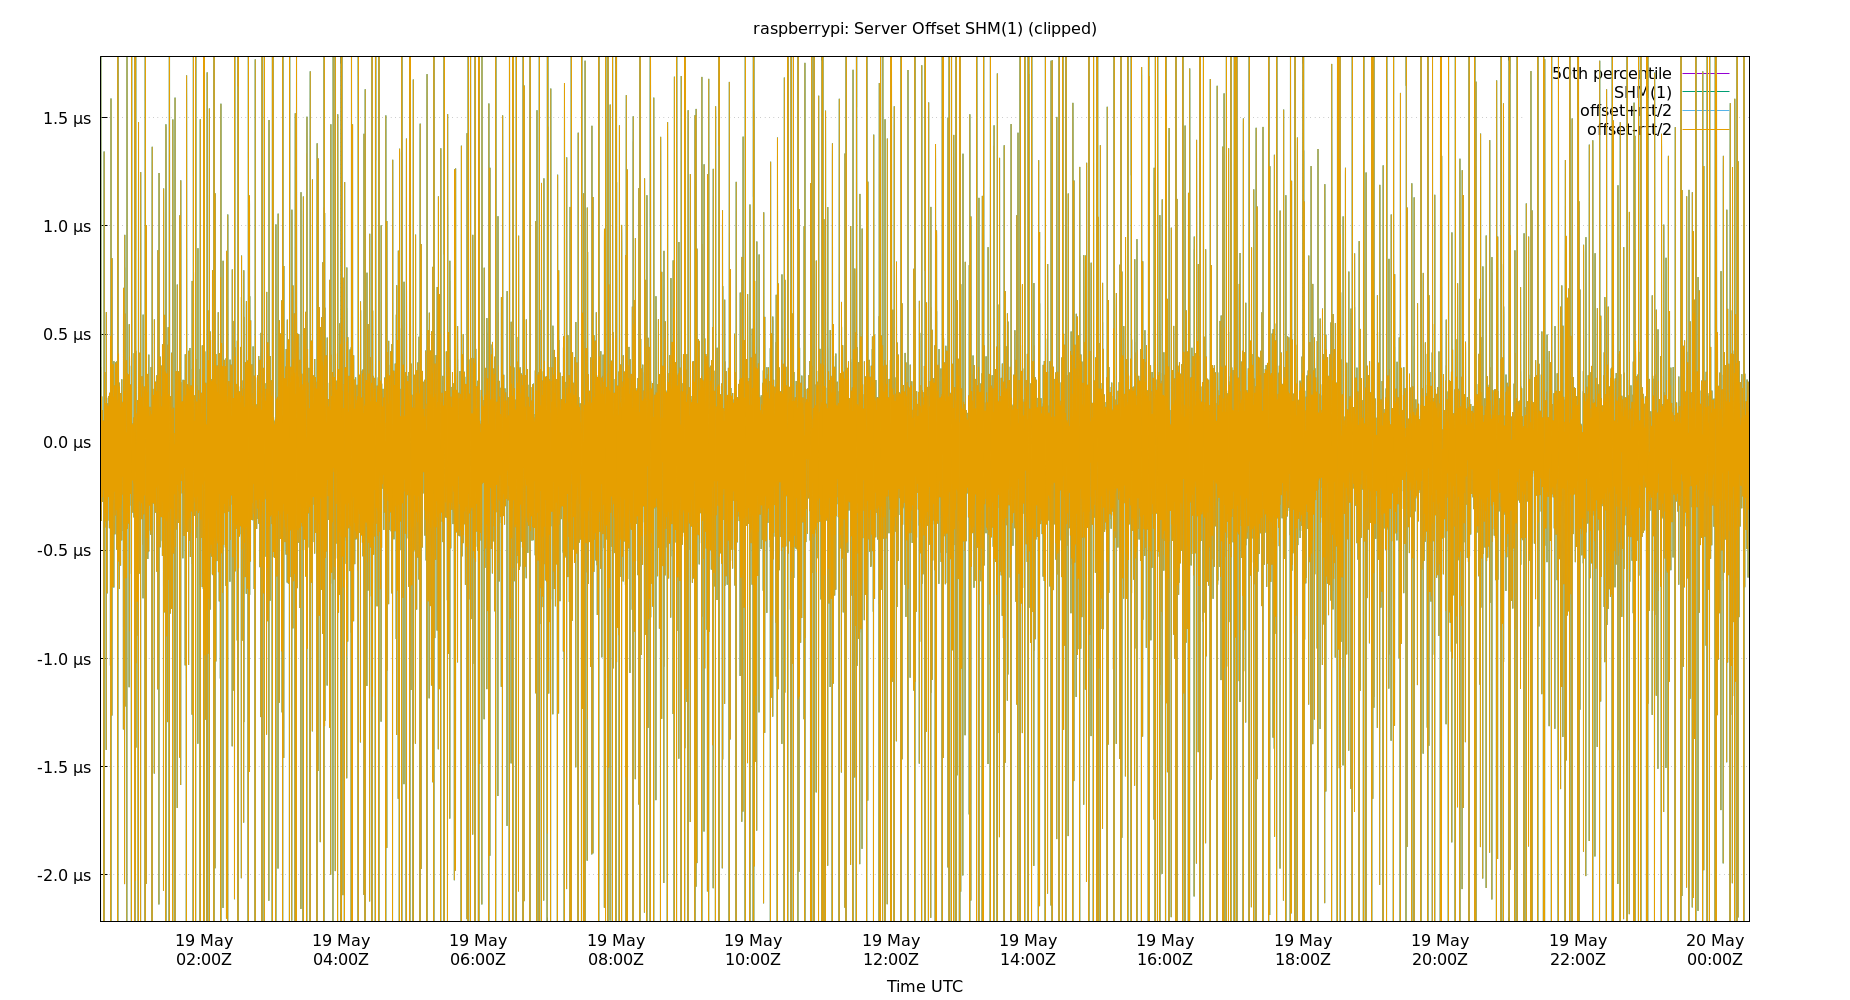 raspberrypi: Server Offset SHM(1) (clipped)
50th percentile
SHM(1)
offset+rtt/2
offset-rtt/2
1.5 µs
1.0 µs
0.5 µs
0.0 µs
-0.5 µs
-1.0 µs
-1.5 µs
-2.0 µs
19 May 19 May 19 May 19 May 19 May 19 May 19 May 19 May 19 May 19 May 19 May 20 May
02:00Z 04:00Z 06:00Z 08:00Z 10:00Z 12:00Z 14:00Z 16:00Z 18:00Z 20:00Z 22:00Z 00:00Z
Time UTC